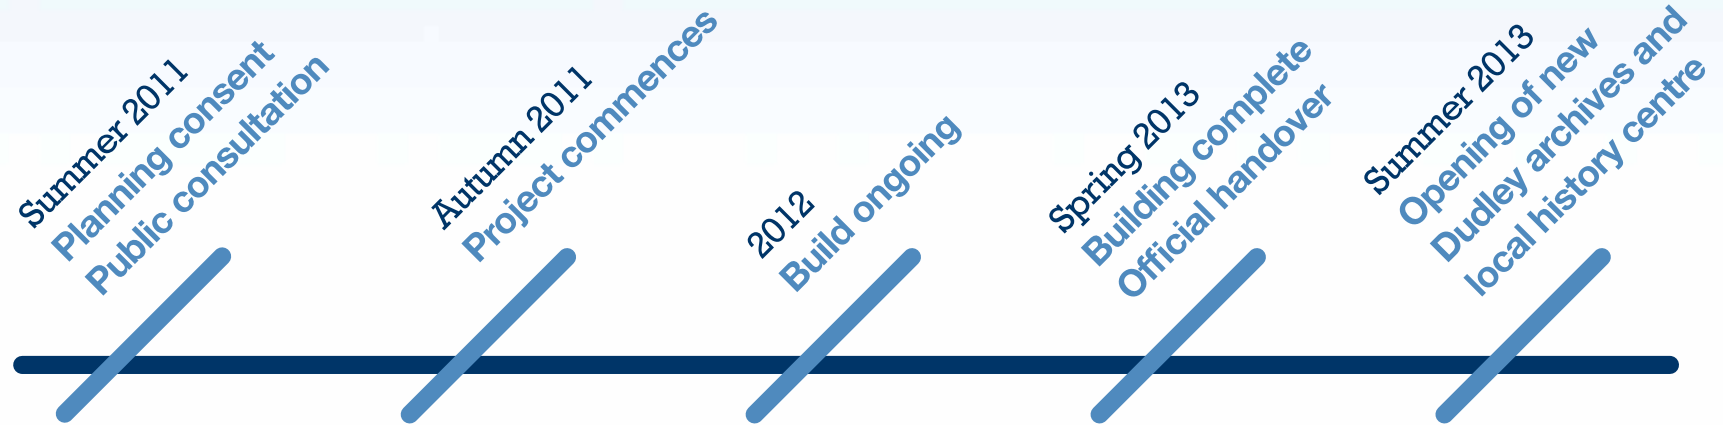 Summer 2011
Planning consent
Public consultation
Autumn 2011
Project commences
2012
Build ongoing
Spring 2013
Building complete
Official handover
Summer 2013
Opening of new
Dudley archives and
local history centre